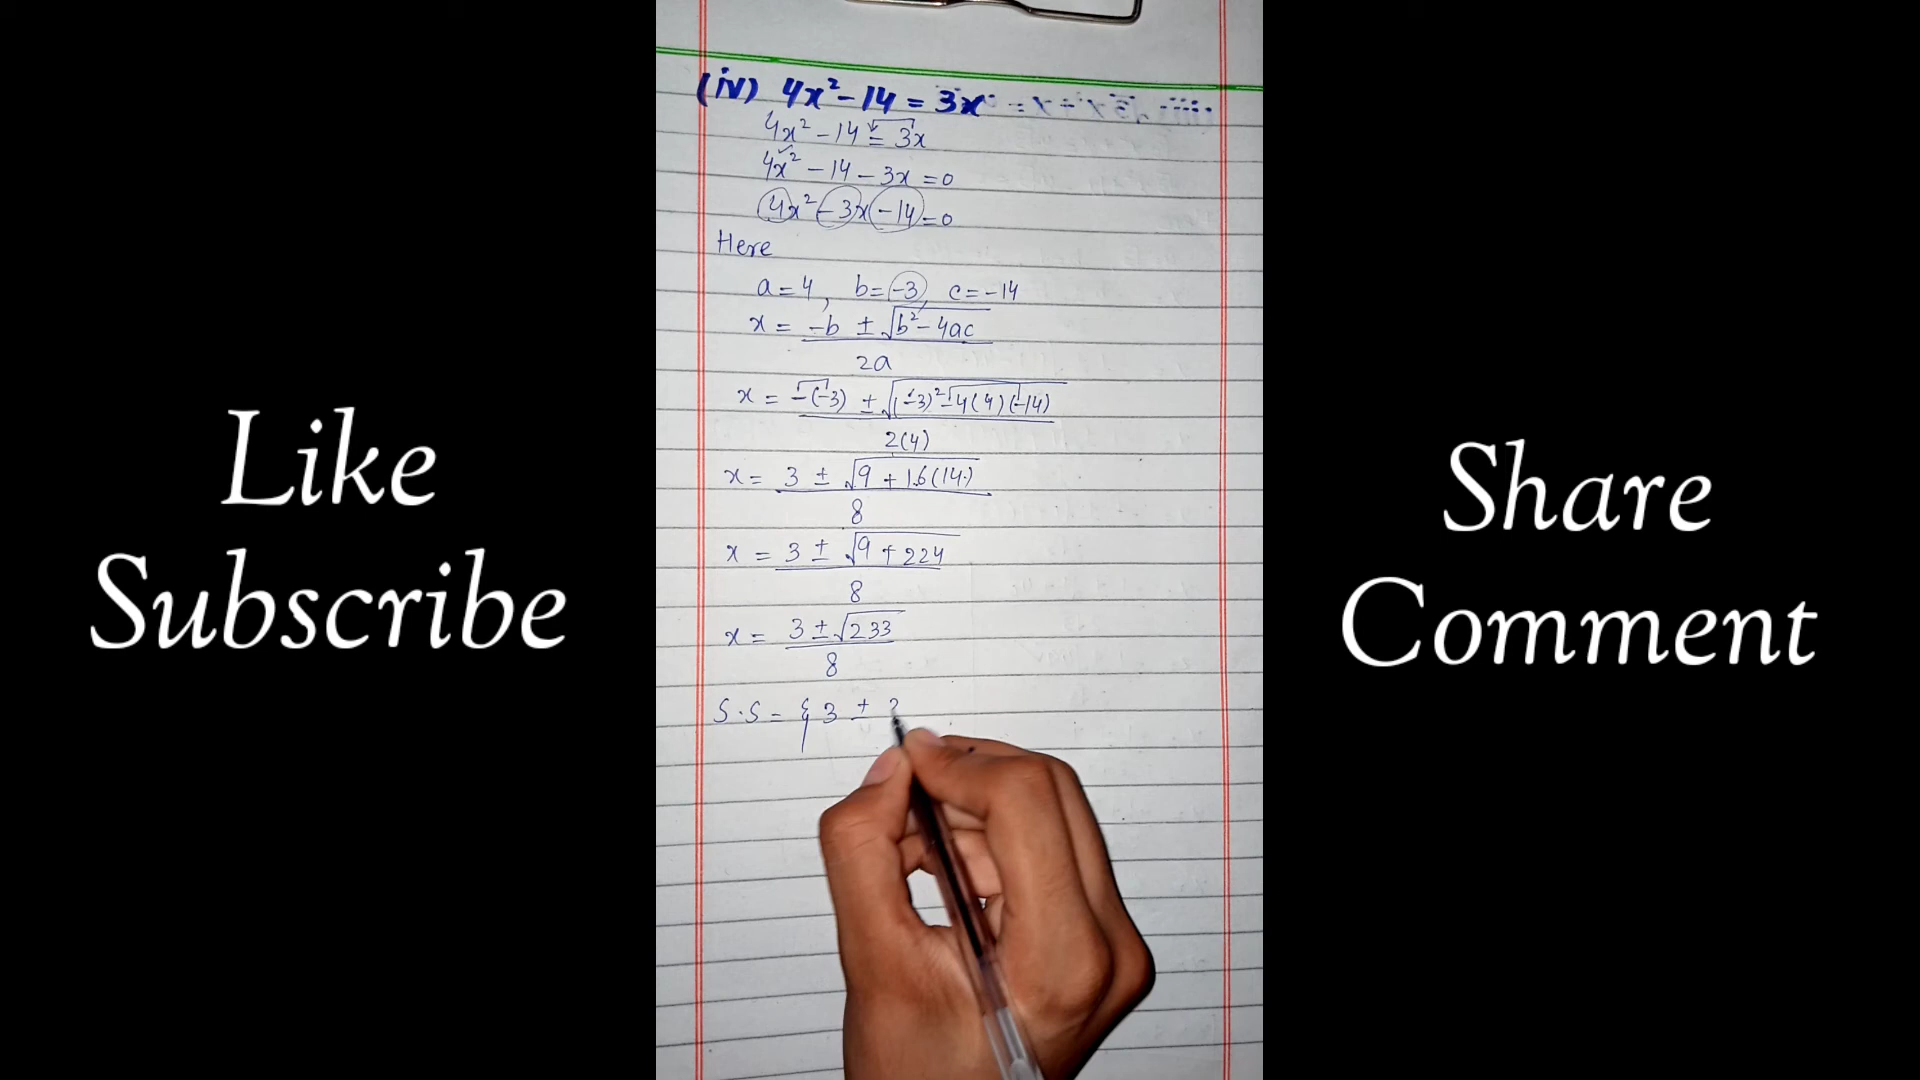 Like
Subscribe
(iv) 4x² - 14 = 3x
4x² - 14 = 3x
4x² - 14 - 3x = 0
4x² - 3x - 14 = 0
Here
a = 4, b = -3, c = -14
x = -b ± √b² - 4ac
2a
x = -(-3) ± √(-3)² - 4(4)(-14)
2(4)
x = 3 ± √9 + 16(14)
8
x = 3 ± √9 + 224
8
x = 3 ± √233
8
S.S = { 3 ±
Share
Comment